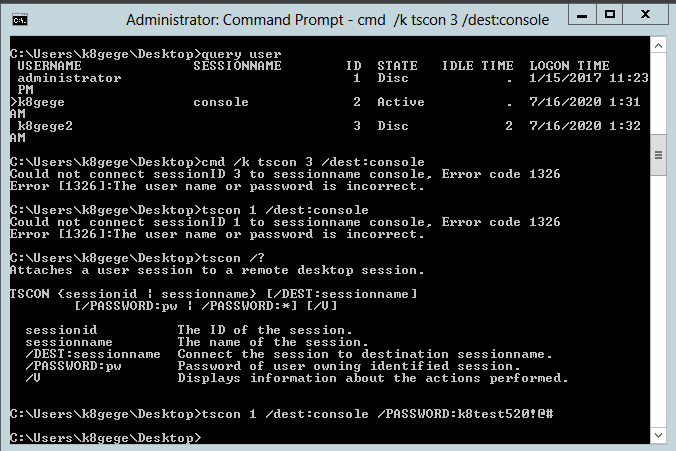 Administrator: Command Prompt - cmd  /k tscon 3 /dest:console
C:\Users\k8gege\Desktop>query user
 USERNAME              SESSIONNAME        ID  STATE   IDLE TIME  LOGON TIME
 administrator                             1  Disc            .  1/15/2017 11:23
 PM
>k8gege                console             2  Active          .  7/16/2020 1:31
AM
 k8gege2                                   3  Disc            2  7/16/2020 1:32
AM
C:\Users\k8gege\Desktop>cmd /k tscon 3 /dest:console
Could not connect sessionID 3 to sessionname console, Error code 1326
Error [1326]:The user name or password is incorrect.
C:\Users\k8gege\Desktop>tscon 1 /dest:console
Could not connect sessionID 1 to sessionname console, Error code 1326
Error [1326]:The user name or password is incorrect.
C:\Users\k8gege\Desktop>tscon /?
Attaches a user session to a remote desktop session.
TSCON {sessionid | sessionname} [/DEST:sessionname]
        [/PASSWORD:pw | /PASSWORD:*] [/V]
  sessionid           The ID of the session.
  sessionname         The name of the session.
  /DEST:sessionname   Connect the session to destination sessionname.
  /PASSWORD:pw        Password of user owning identified session.
  /V                  Displays information about the actions performed.
C:\Users\k8gege\Desktop>tscon 1 /dest:console /PASSWORD:k8test520!@#
C:\Users\k8gege\Desktop>